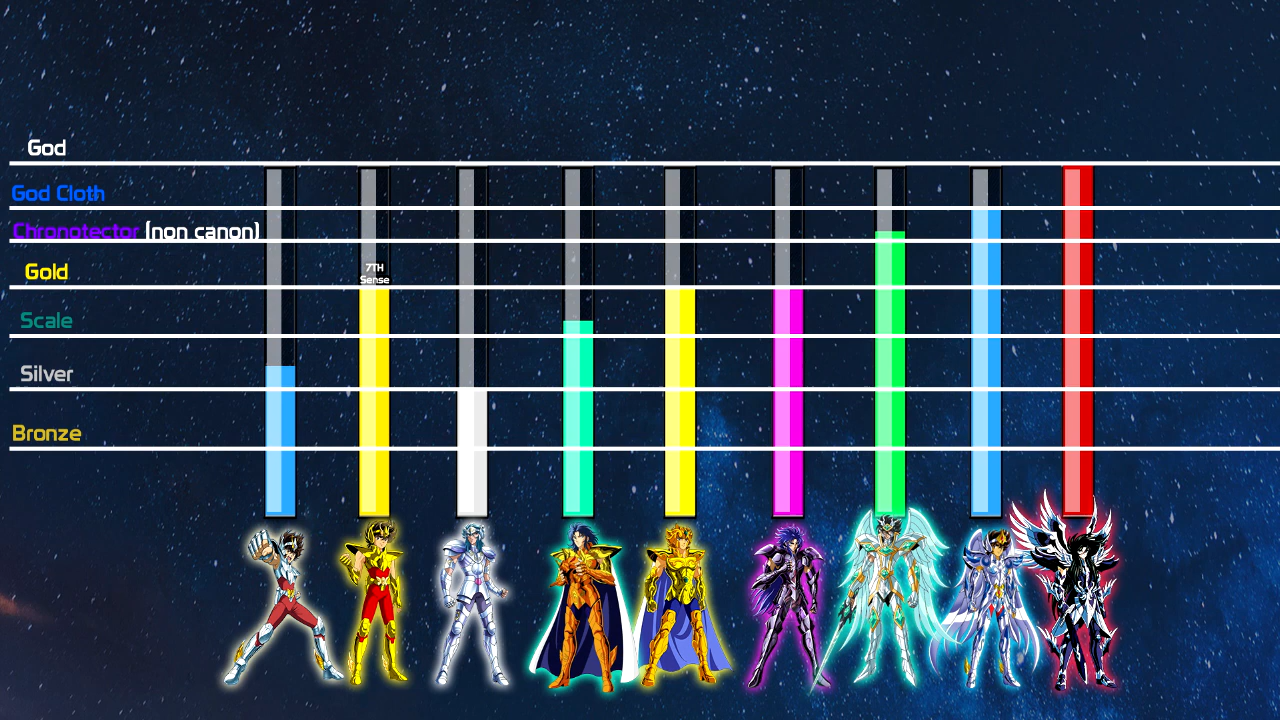 God
God Cloth
Chronotector (non canon)
Gold
7TH
Sense
Scale
Silver
Bronze